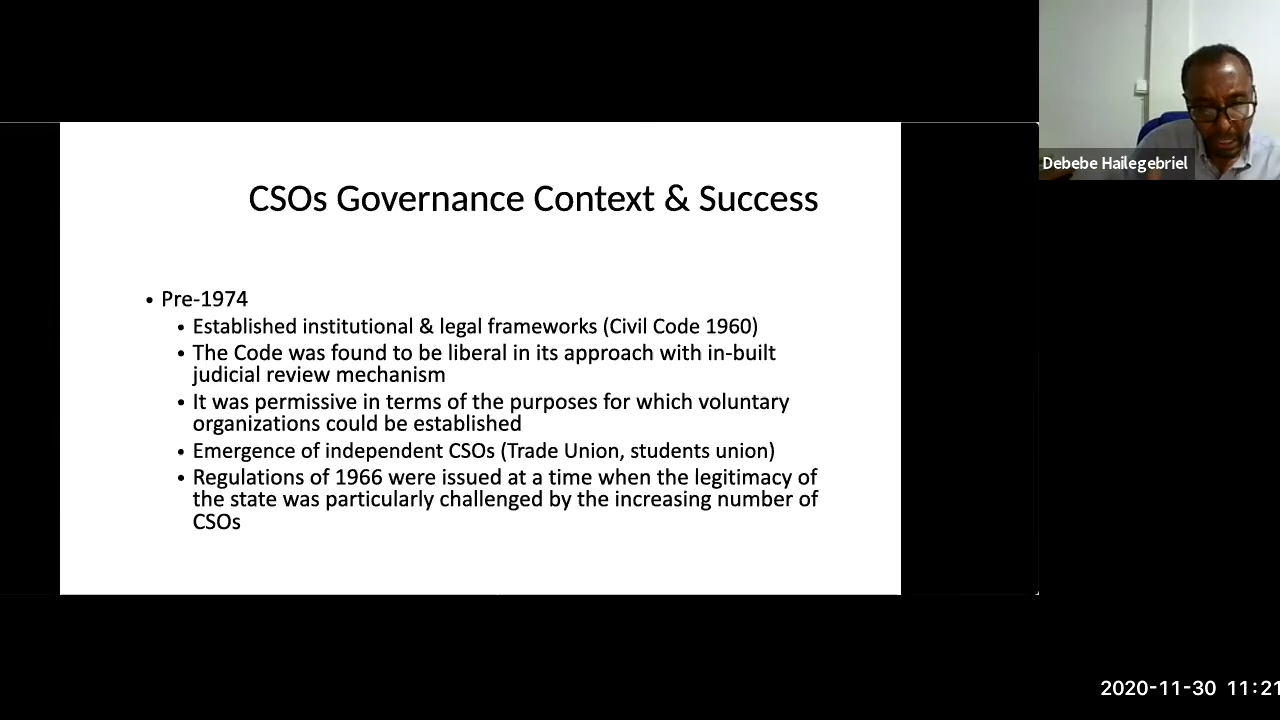 Debebe Hailegebriel
CSOs Governance Context & Success
• Pre-1974
• Established institutional & legal frameworks (Civil Code 1960)
• The Code was found to be liberal in its approach with in-built
judicial review mechanism
• It was permissive in terms of the purposes for which voluntary
organizations could be established
• Emergence of independent CSOs (Trade Union, students union)
• Regulations of 1966 were issued at a time when the legitimacy of
the state was particularly challenged by the increasing number of
CSOs
2020-11-30 11:21